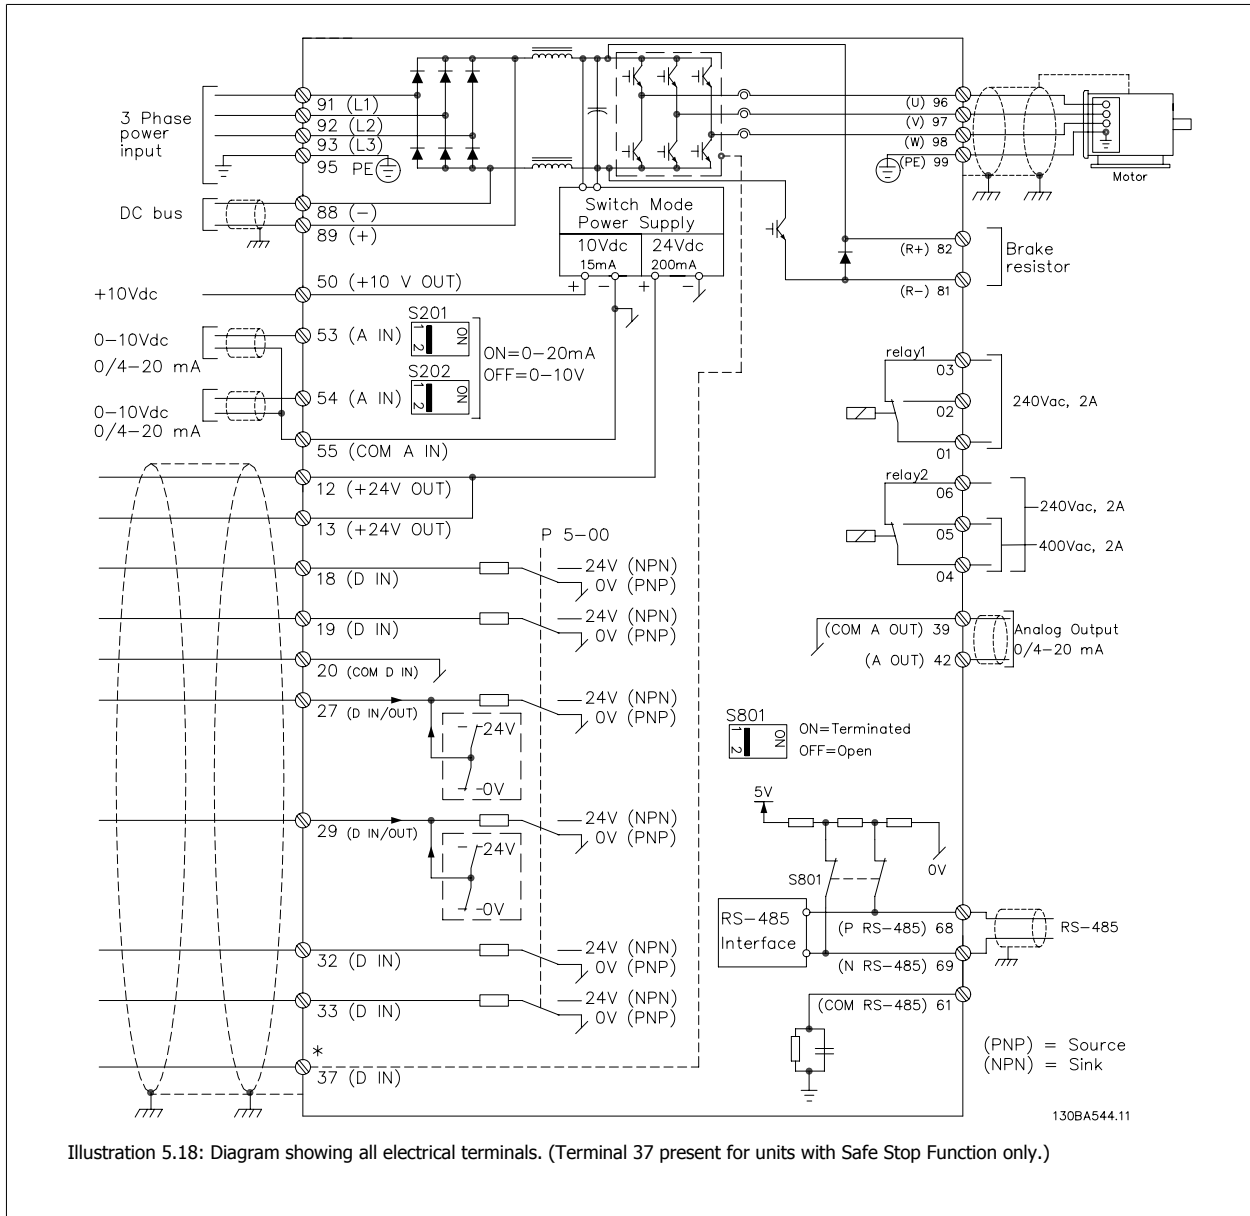 3 Phase
power
input
91 (L1)
92 (L2)
93 (L3)
95 PE
DC bus
88 (-)
89 (+)
+10Vdc
50 (+10 V OUT)
0-10Vdc
0/4-20 mA
53 (A IN)
S201
1 2
ON
ON=0-20mA
OFF=0-10V
0-10Vdc
0/4-20 mA
54 (A IN)
S202
1 2
ON
55 (COM A IN)
12 (+24V OUT)
13 (+24V OUT)
P 5-00
18 (D IN)
24V (NPN)
0V (PNP)
19 (D IN)
24V (NPN)
0V (PNP)
20 (COM D IN)
27 (D IN/OUT)
24V (NPN)
0V (PNP)
24V
0V
29 (D IN/OUT)
24V (NPN)
0V (PNP)
24V
0V
32 (D IN)
24V (NPN)
0V (PNP)
33 (D IN)
24V (NPN)
0V (PNP)
*
37 (D IN)
Switch Mode
Power Supply
10Vdc
15mA
24Vdc
200mA
+ - + -
(U) 96
(V) 97
(W) 98
(PE) 99
Motor
(R+) 82
(R-) 81
Brake
resistor
relay1
03
02
01
240Vac, 2A
relay2
06
05
04
240Vac, 2A
400Vac, 2A
(COM A OUT) 39
(A OUT) 42
Analog Output
0/4-20 mA
S801
1 2
ON
ON=Terminated
OFF=Open
5V
0V
S801
RS-485
Interface
(P RS-485) 68
(N RS-485) 69
RS-485
(COM RS-485) 61
(PNP) = Source
(NPN) = Sink
130BA544.11
Illustration 5.18: Diagram showing all electrical terminals. (Terminal 37 present for units with Safe Stop Function only.)